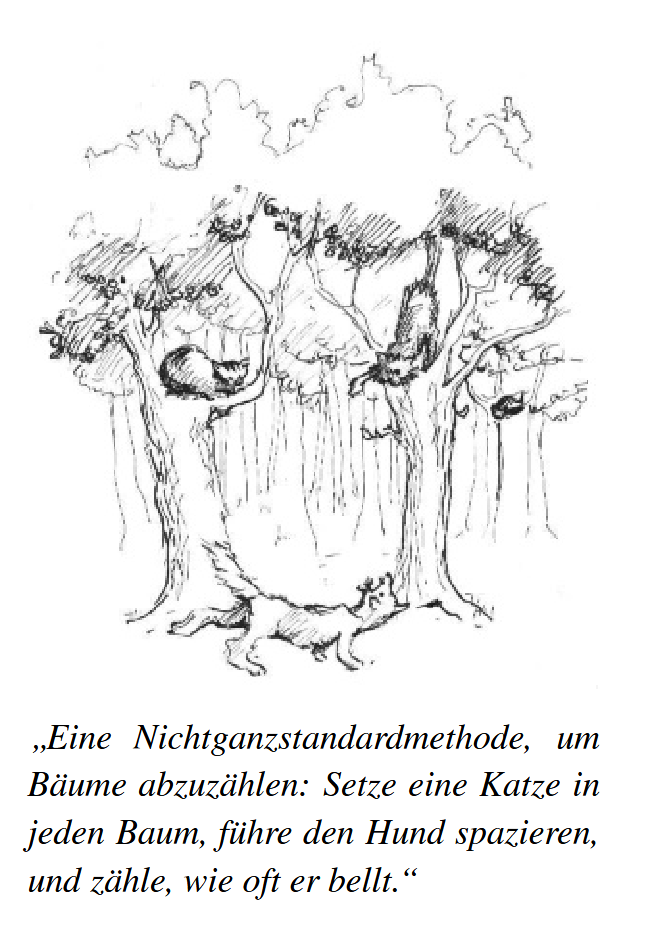 „Eine Nichtganzstandardmethode, um
Bäume abzuzählen: Setze eine Katze in
jeden Baum, führe den Hund spazieren,
und zähle, wie oft er bellt.“